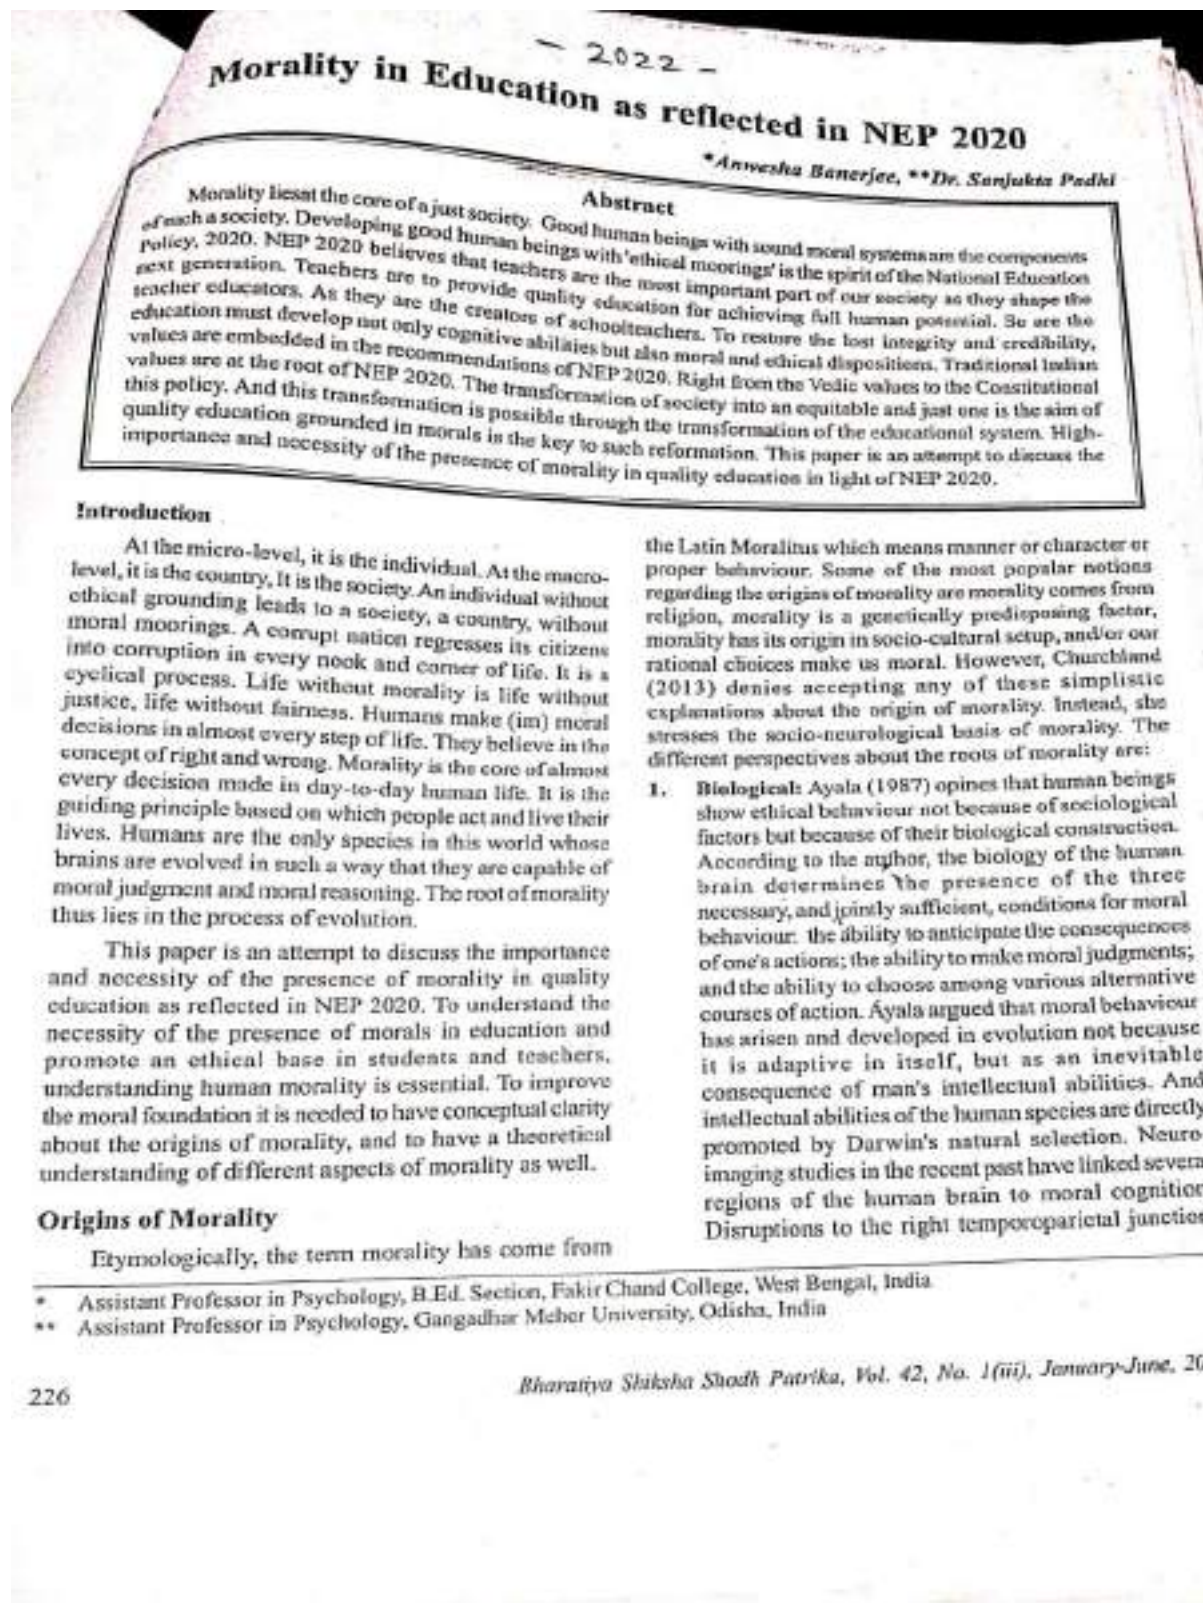 - 2022 -
Morality in Education as reflected in NEP 2020
*Anwesha Banerjee, **Dr. Sanjukta Padhi
Abstract
Morality liesat the core of a just society. Good human beings with sound moral systems are the components
of such a society. Developing good human beings with 'ethical moorings' is the spirit of the National Education
Policy, 2020. NEP 2020 believes that teachers are the most important part of our society as they shape the
next generation. Teachers are to provide quality education for achieving full human potential. So are the
teacher educators. As they are the creators of schoolteachers. To restore the lost integrity and credibility,
education must develop not only cognitive abilities but also moral and ethical dispositions. Traditional Indian
values are embedded in the recommendations of NEP 2020. Right from the Vedic values to the Constitutional
values are at the root of NEP 2020. The transformation of society into an equitable and just one is the aim of
this policy. And this transformation is possible through the transformation of the educational system. High-
quality education grounded in morals is the key to such reformation. This paper is an attempt to discuss the
importance and necessity of the presence of morality in quality education in light of NEP 2020.
Introduction
At the micro-level, it is the individual. At the macro-
level, it is the country, It is the society. An individual without
ethical grounding leads to a society, a country, without
moral moorings. A corrupt nation regresses its citizens
into corruption in every nook and corner of life. It is a
cyclical process. Life without morality is life without
justice, life without fairness. Humans make (im) moral
decisions in almost every step of life. They believe in the
concept of right and wrong. Morality is the core of almost
every decision made in day-to-day human life. It is the
guiding principle based on which people act and live their
lives. Humans are the only species in this world whose
brains are evolved in such a way that they are capable of
moral judgment and moral reasoning. The root of morality
thus lies in the process of evolution.
This paper is an attempt to discuss the importance
and necessity of the presence of morality in quality
education as reflected in NEP 2020. To understand the
necessity of the presence of morals in education and
promote an ethical base in students and teachers,
understanding human morality is essential. To improve
the moral foundation it is needed to have conceptual clarity
about the origins of morality, and to have a theoretical
understanding of different aspects of morality as well.
Origins of Morality
Etymologically, the term morality has come from
the Latin Moralitus which means manner or character or
proper behaviour. Some of the most popular notions
regarding the origins of morality are morality comes from
religion, morality is a genetically predisposing factor,
morality has its origin in socio-cultural setup, and/or our
rational choices make us moral. However, Churchland
(2013) denies accepting any of these simplistic
explanations about the origin of morality. Instead, she
stresses the socio-neurological basis of morality. The
different perspectives about the roots of morality are:
1. Biological: Ayala (1987) opines that human beings
show ethical behaviour not because of sociological
factors but because of their biological construction.
According to the author, the biology of the human
brain determines the presence of the three
necessary, and jointly sufficient, conditions for moral
behaviour: the ability to anticipate the consequences
of one's actions; the ability to make moral judgments;
and the ability to choose among various alternative
courses of action. Ayala argued that moral behaviour
has arisen and developed in evolution not because
it is adaptive in itself, but as an inevitable
consequence of man's intellectual abilities. And
intellectual abilities of the human species are directly
promoted by Darwin's natural selection. Neuro-
imaging studies in the recent past have linked severa
regions of the human brain to moral cognition
Disruptions to the right temporoparietal junction
* Assistant Professor in Psychology, B.Ed. Section, Fakir Chand College, West Bengal, India
** Assistant Professor in Psychology, Gangadhar Meher University, Odisha, India
226
Bharatiya Shiksha Shodh Patrika, Vol. 42, No. 1(iii), January-June, 20